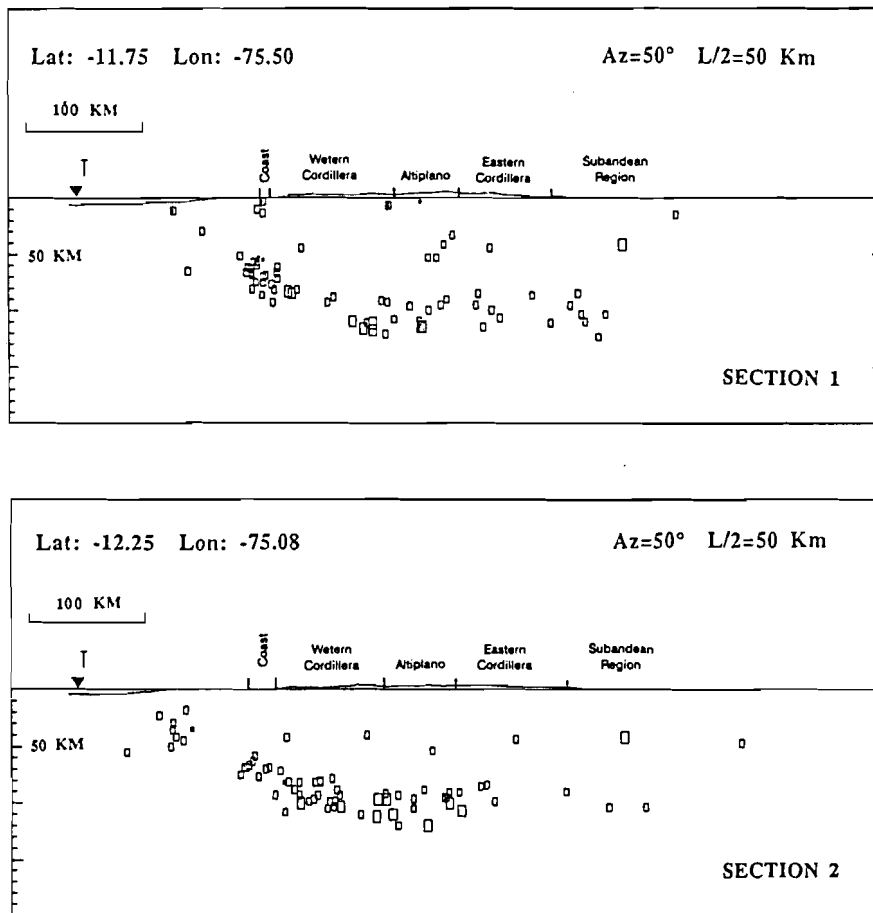 Lat: -11.75 Lon: -75.50 Az=50° L/2=50 Km
100 KM
T
Coast
Wetern Cordillera
Altiplano
Eastern Cordillera
Subandean Region
50 KM
SECTION 1
Lat: -12.25 Lon: -75.08 Az=50° L/2=50 Km
100 KM
T
Coast
Wetern Cordillera
Altiplano
Eastern Cordillera
Subandean Region
50 KM
SECTION 2